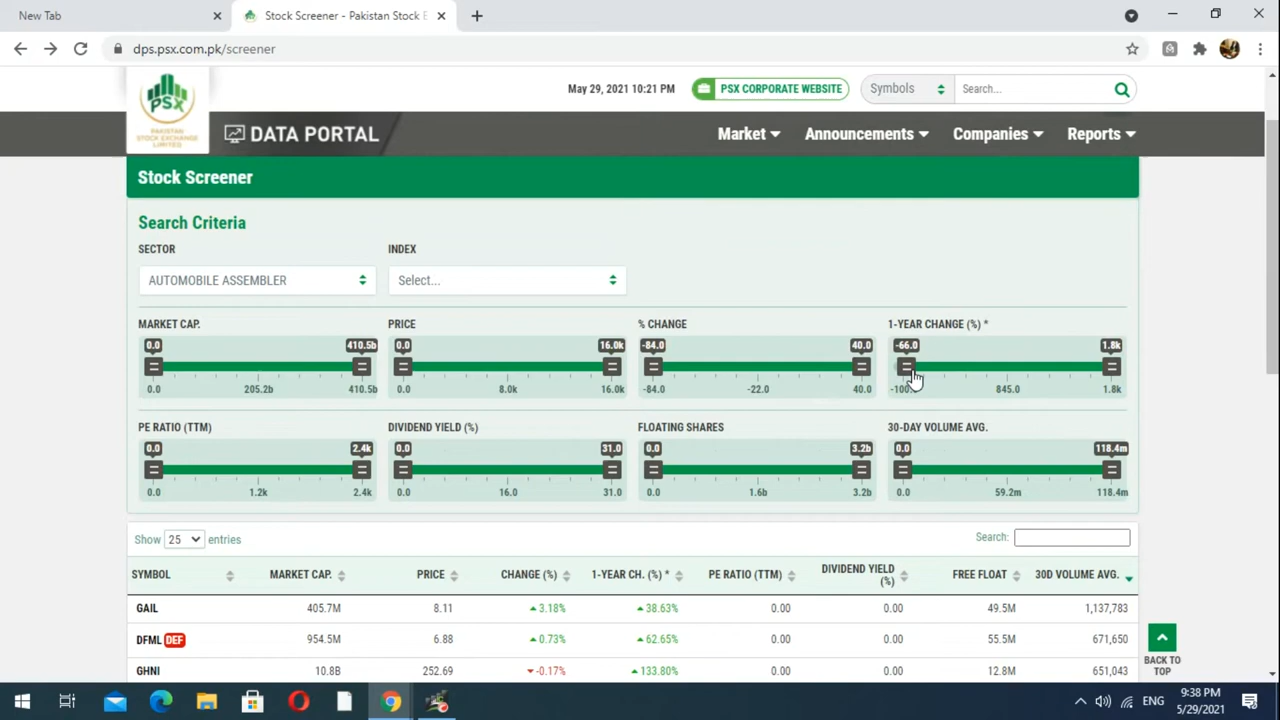 New Tab
Stock Screener - Pakistan Stock E
dps.psx.com.pk/screener
May 29, 2021 10:21 PM
PSX CORPORATE WEBSITE
Symbols
Search...
PSX
PAKISTAN
STOCK EXCHANGE
LIMITED
DATA PORTAL
Market
Announcements
Companies
Reports
Stock Screener
Search Criteria
SECTOR
INDEX
AUTOMOBILE ASSEMBLER
Select...
MARKET CAP. PRICE % CHANGE 1-YEAR CHANGE (%) *
0.0 410.5b 0.0 16.0k -84.0 40.0 -66.0 1.8k
0.0 205.2b 410.5b 0.0 8.0k 16.0k -84.0 -22.0 40.0 -100.0 845.0 1.8k
PE RATIO (TTM) DIVIDEND YIELD (%) FLOATING SHARES 30-DAY VOLUME AVG.
0.0 2.4k 0.0 31.0 0.0 3.2b 0.0 118.4m
0.0 1.2k 2.4k 0.0 16.0 31.0 0.0 1.6b 3.2b 0.0 59.2m 118.4m
Show 25 entries
Search:
SYMBOL MARKET CAP. PRICE CHANGE (%) 1-YEAR CH. (%) * PE RATIO (TTM) DIVIDEND YIELD (%) FREE FLOAT 30D VOLUME AVG.
GAIL 405.7M 8.11 3.18% 38.63% 0.00 0.00 49.5M 1,137,783
DFML DEF 954.5M 6.88 0.73% 62.65% 0.00 0.00 55.5M 671,650
GHNI 10.8B 252.69 -0.17% 133.80% 0.00 0.00 12.8M 651,043
BACK TO
TOP
ENG
9:38 PM
5/29/2021